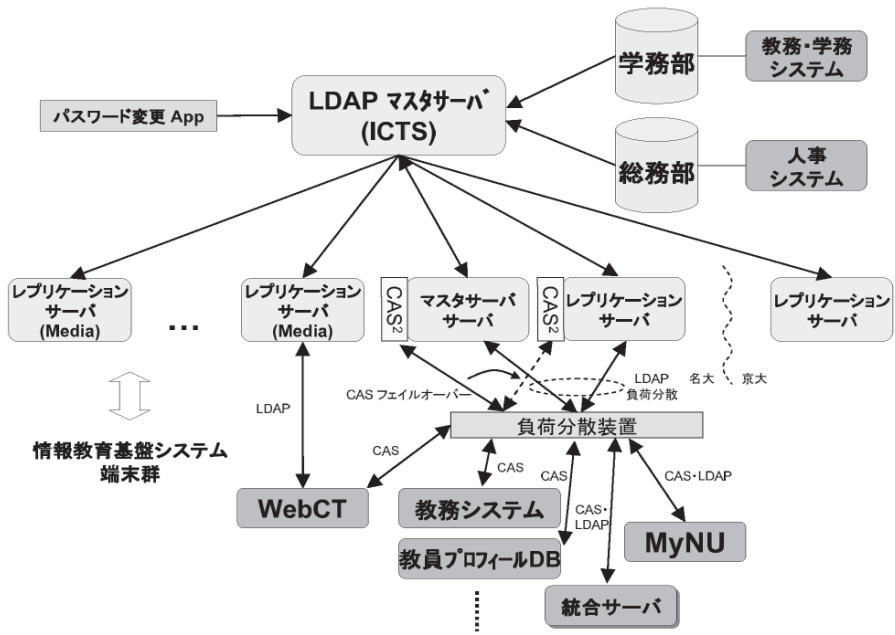 学務部
教務・学務
システム
LDAP マスタサーバ
(ICTS)
パスワード変更 App
総務部
人事
システム
レプリケーション
サーバ
(Media)
...
レプリケーション
サーバ
(Media)
CAS²
マスタサーバ
サーバ
CAS²
レプリケーション
サーバ
レプリケーション
サーバ
名大
京大
LDAP
負荷分散
CAS フェイルオーバー
LDAP
情報教育基盤システム
端末群
負荷分散装置
CAS
CAS
CAS
CAS・
LDAP
CAS・LDAP
WebCT
教務システム
教員プロフィールDB
MyNU
統合サーバ